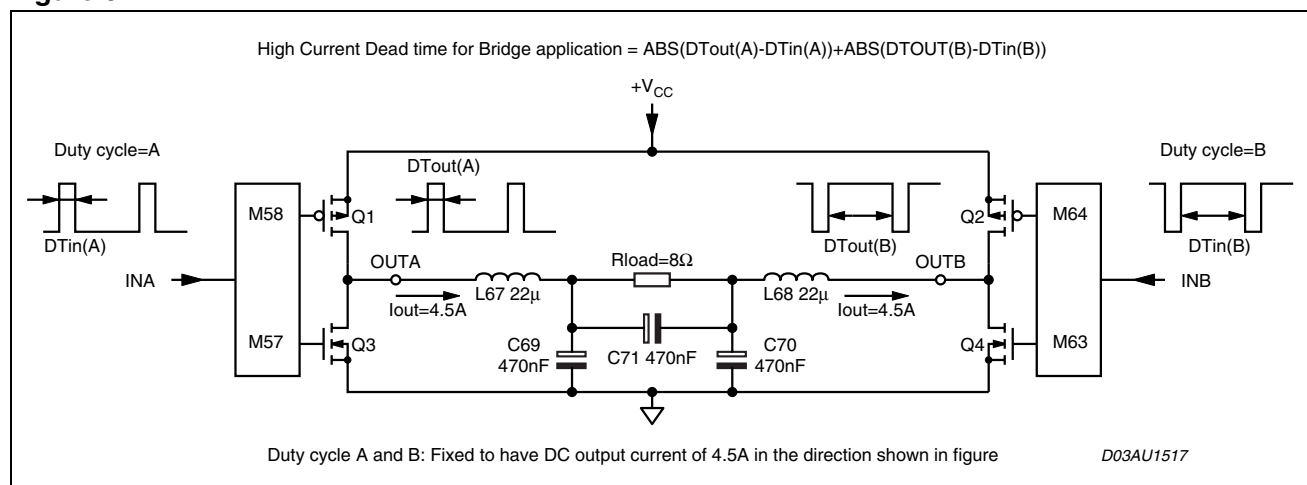 High Current Dead time for Bridge application = ABS(DTout(A)-DTin(A))+ABS(DTOUT(B)-DTin(B))
+VCC
Duty cycle=A
DTout(A)
Duty cycle=B
M58
Q1
Q2
M64
DTin(A)
DTout(B)
DTin(B)
OUTA
Rload=8Ω
OUTB
INA
L67 22μ
L68 22μ
INB
Iout=4.5A
Iout=4.5A
M57
Q3
C69
470nF
C71 470nF
C70
470nF
Q4
M63
Duty cycle A and B: Fixed to have DC output current of 4.5A in the direction shown in figure
D03AU1517